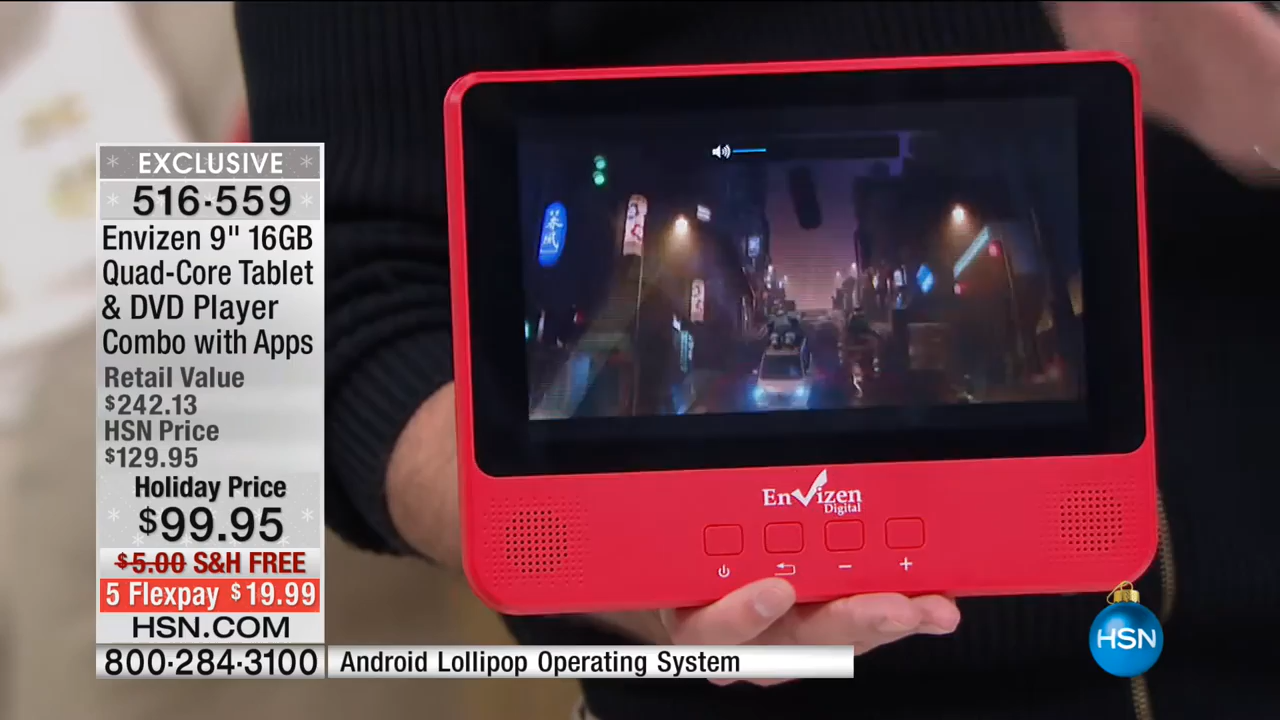 EXCLUSIVE
516·559
Envizen 9" 16GB
Quad-Core Tablet
& DVD Player
Combo with Apps
Retail Value
$242.13
HSN Price
$129.95
Holiday Price
$99.95
$5.00 S&H FREE
5 Flexpay $19.99
HSN.COM
800·284·3100
Android Lollipop Operating System
EnVizen
Digital
HSN